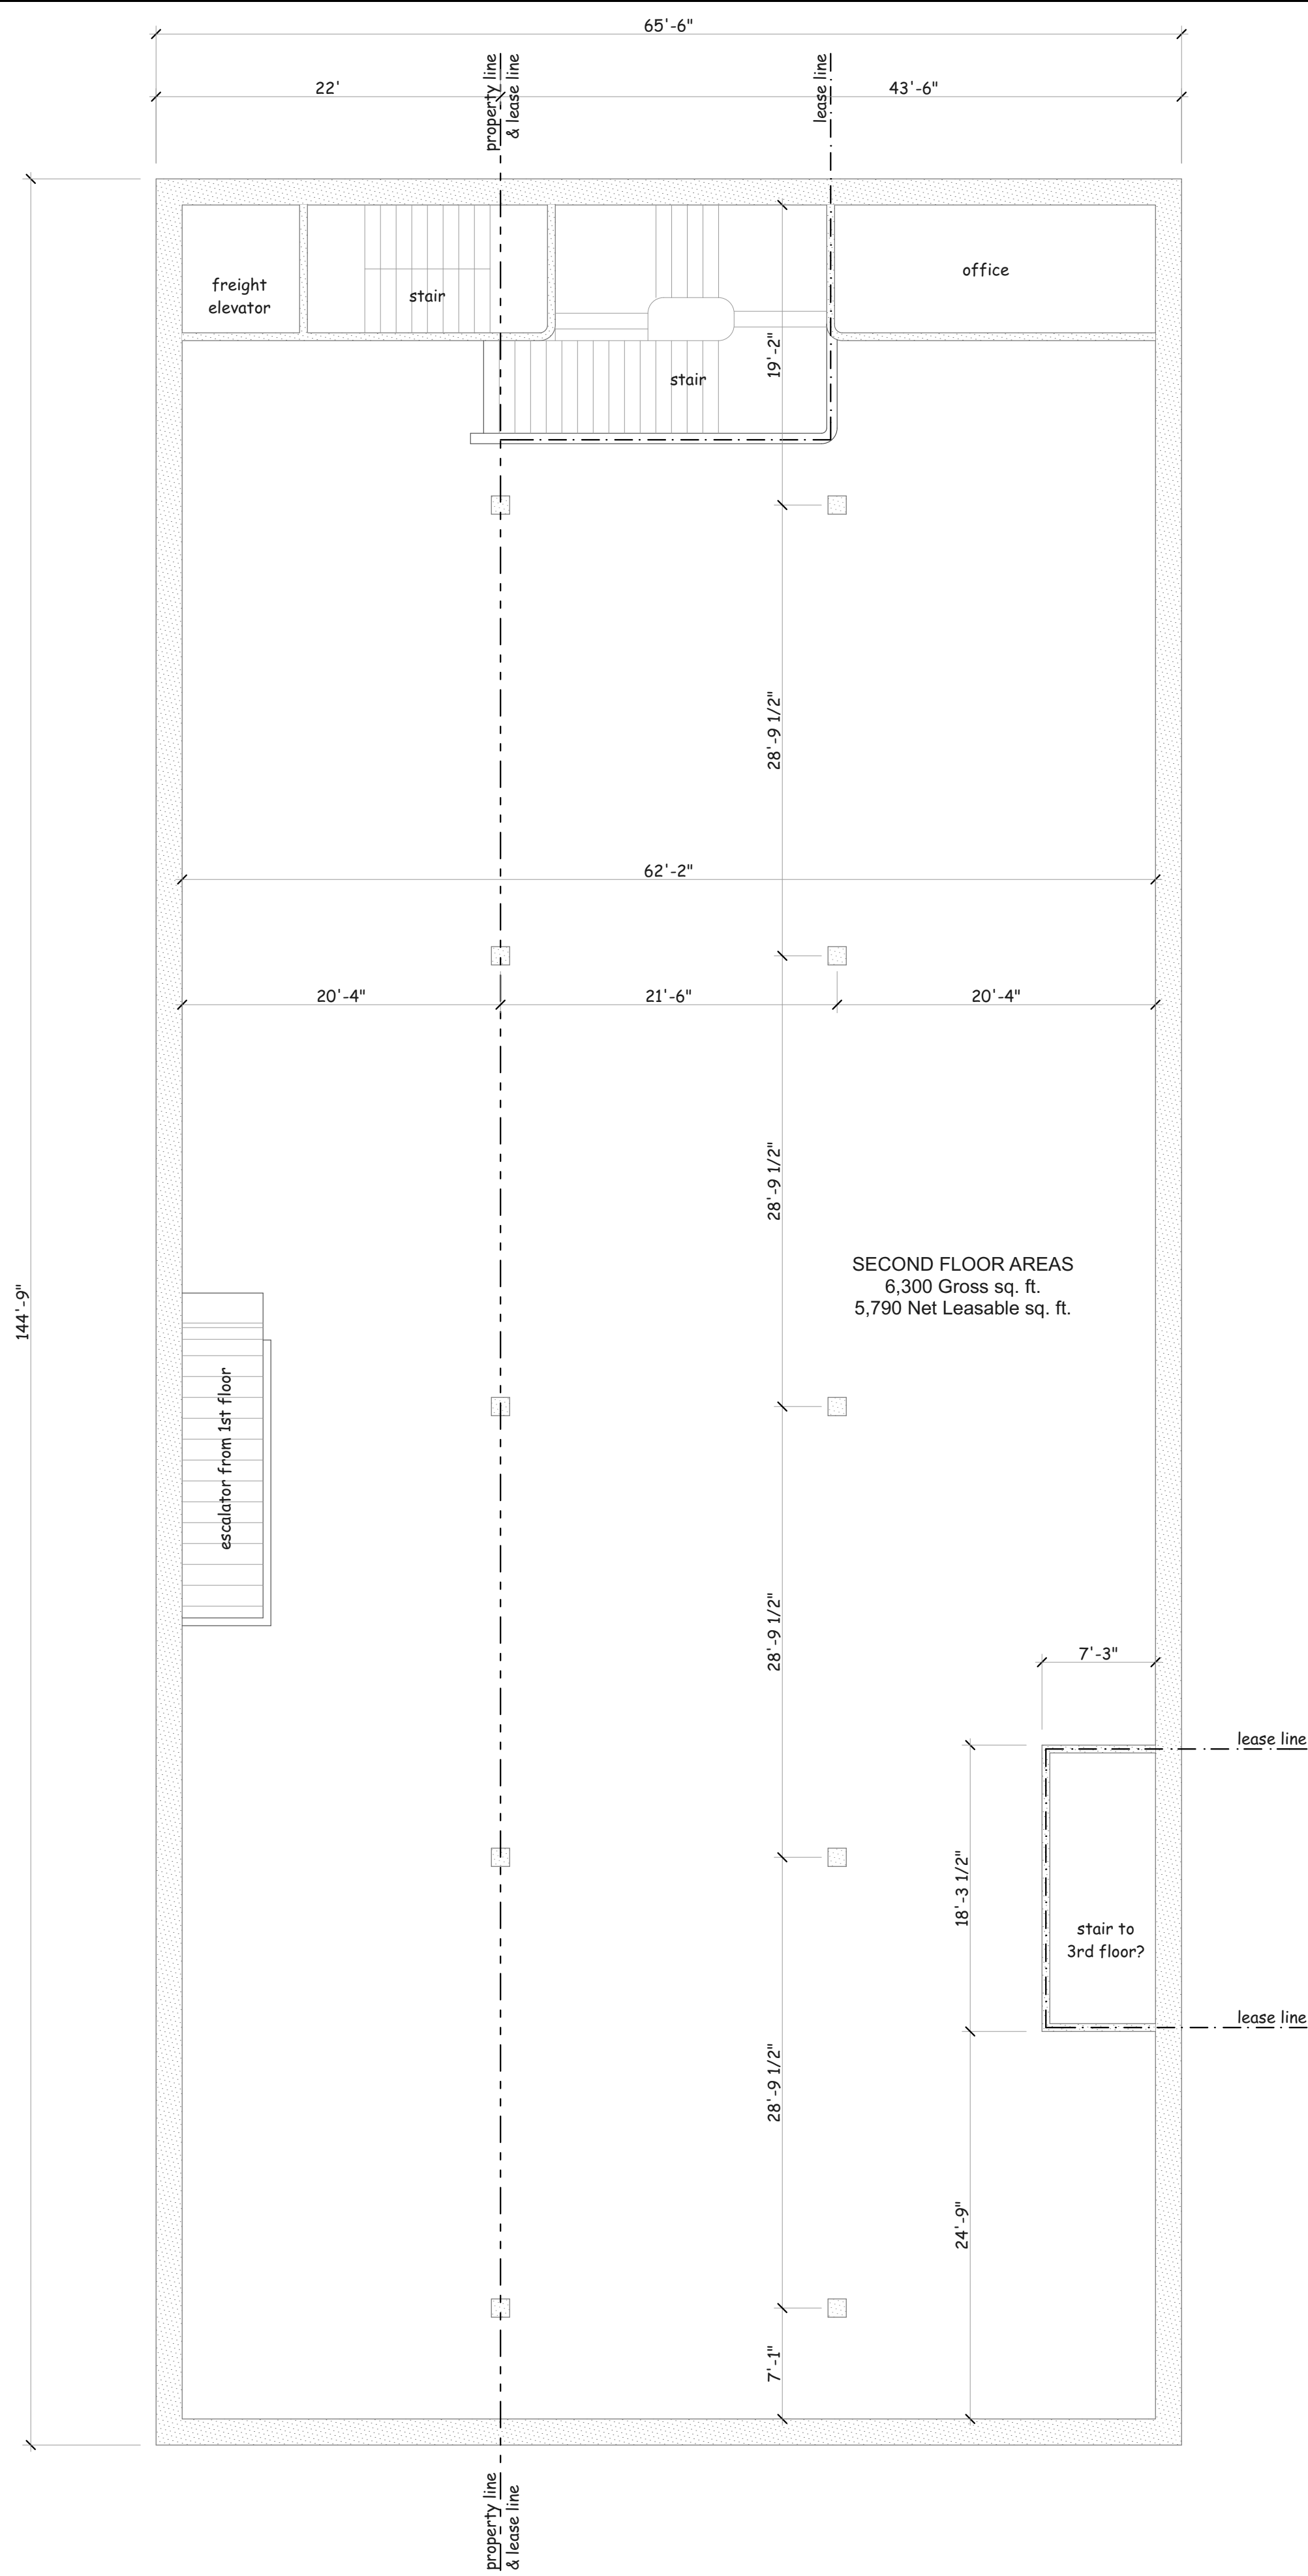 65'-6"
22'
property line
& lease line
lease line
43'-6"
freight
elevator
stair
office
19'-2"
stair
28'-9 1/2"
62'-2"
20'-4"
21'-6"
20'-4"
28'-9 1/2"
SECOND FLOOR AREAS
6,300 Gross sq. ft.
5,790 Net Leasable sq. ft.
144'-9"
escalator from 1st floor
28'-9 1/2"
7'-3"
lease line
18'-3 1/2"
stair to
3rd floor?
lease line
28'-9 1/2"
24'-9"
7'-1"
property line
& lease line